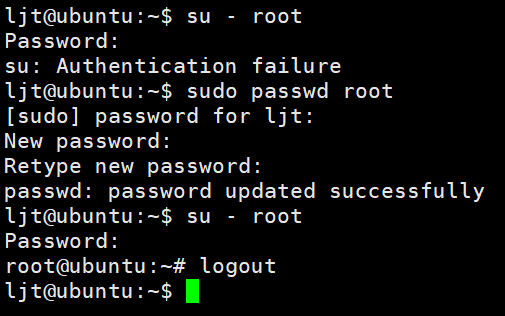 ljt@ubuntu:~$ su - root
Password:
su: Authentication failure
ljt@ubuntu:~$ sudo passwd root
[sudo] password for ljt:
New password:
Retype new password:
passwd: password updated successfully
ljt@ubuntu:~$ su - root
Password:
root@ubuntu:~# logout
ljt@ubuntu:~$